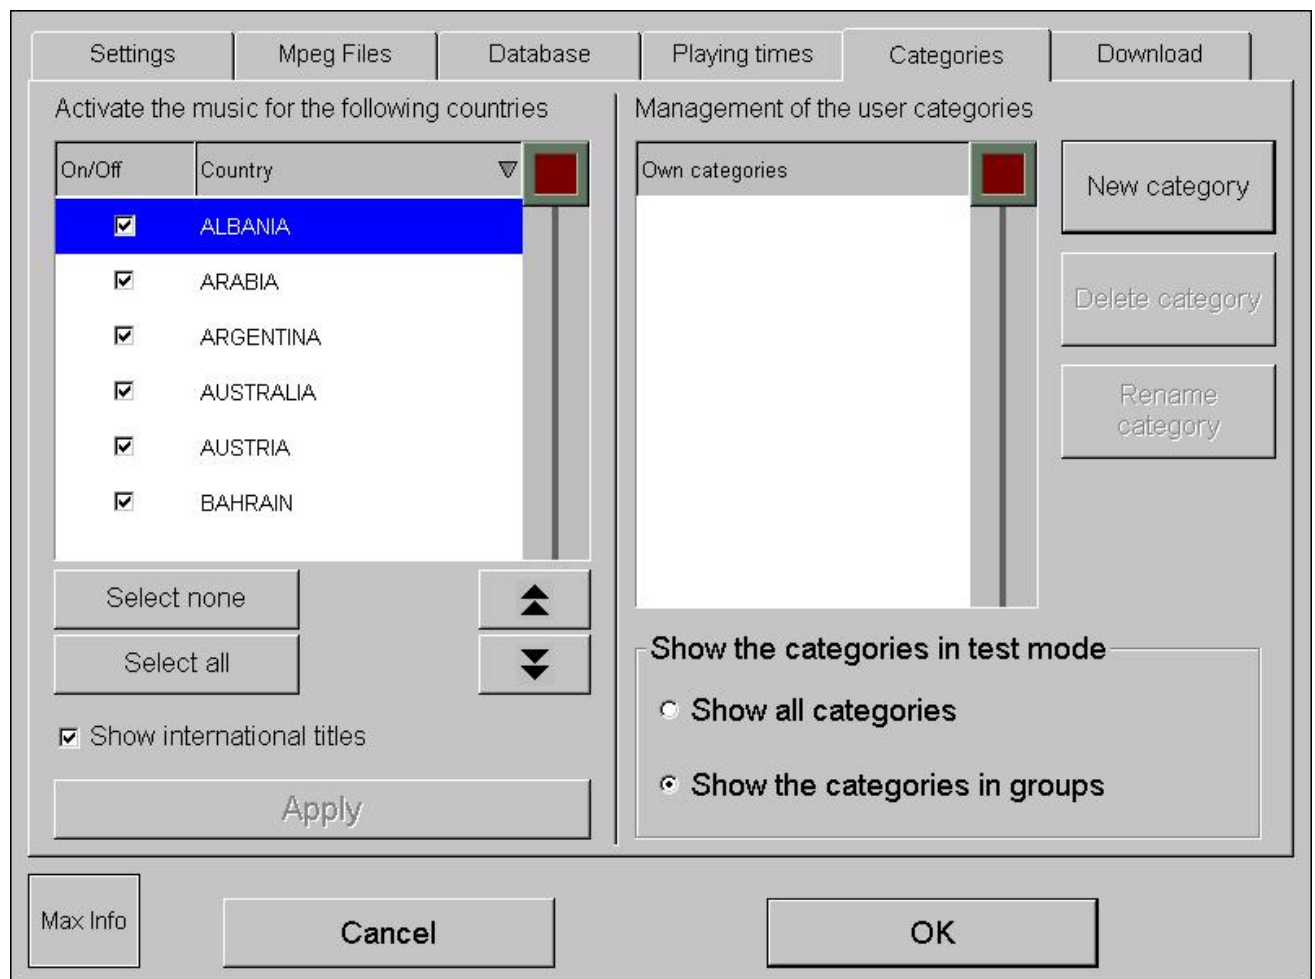 Settings
Mpeg Files
Database
Playing times
Categories
Download
Activate the music for the following countries
On/Off
Country
ALBANIA
ARABIA
ARGENTINA
AUSTRALIA
AUSTRIA
BAHRAIN
Select none
Select all
Show international titles
Apply
Management of the user categories
Own categories
New category
Delete category
Rename
category
Show the categories in test mode
Show all categories
Show the categories in groups
Max Info
Cancel
OK